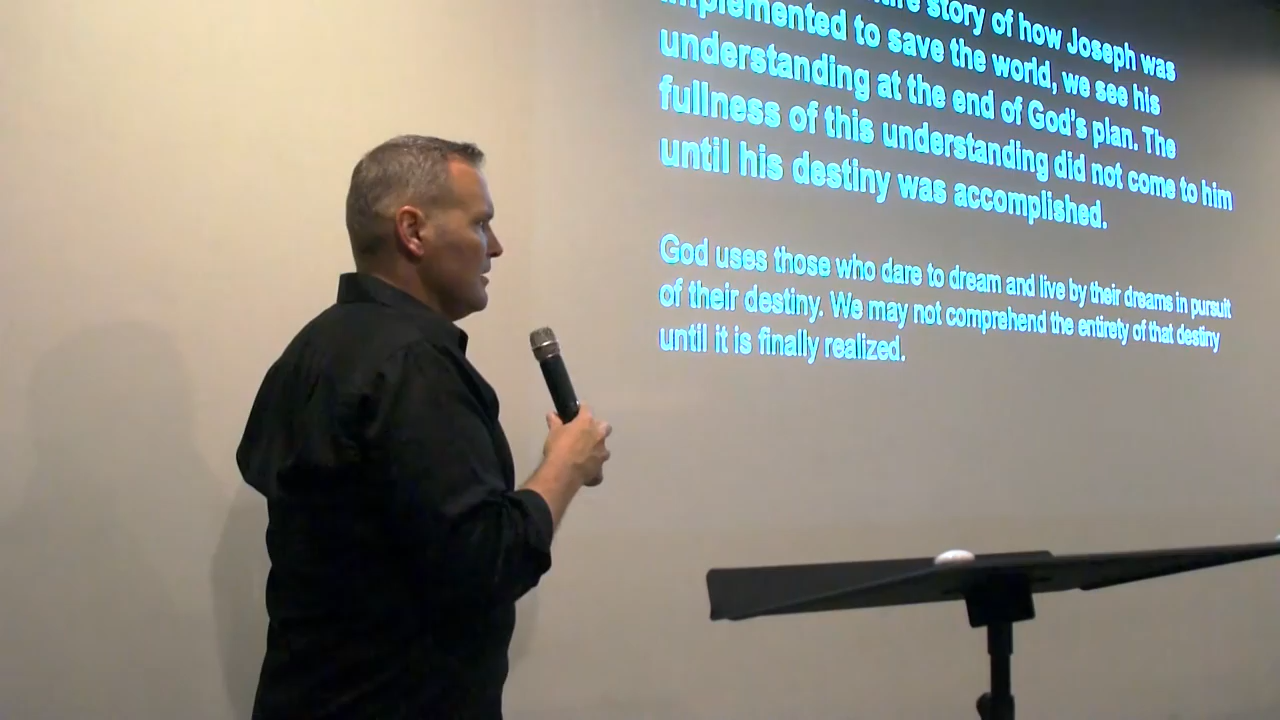 story of how Joseph was
implemented to save the world, we see his
understanding at the end of God's plan. The
fullness of this understanding did not come to him
until his destiny was accomplished.
God uses those who dare to dream and live by their dreams in pursuit
of their destiny. We may not comprehend the entirety of that destiny
until it is finally realized.